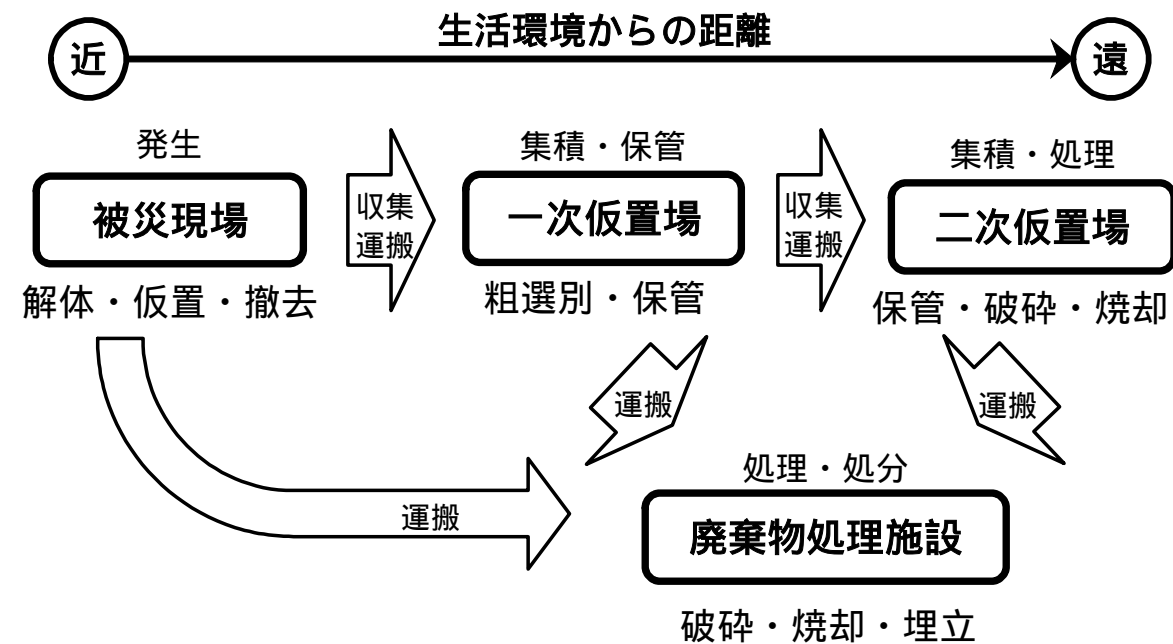 生活環境からの距離
近
遠
発生
被災現場
解体・仮置・撤去
収集
運搬
集積・保管
一次仮置場
粗選別・保管
収集
運搬
集積・処理
二次仮置場
保管・破砕・焼却
運搬
運搬
運搬
処理・処分
廃棄物処理施設
破砕・焼却・埋立